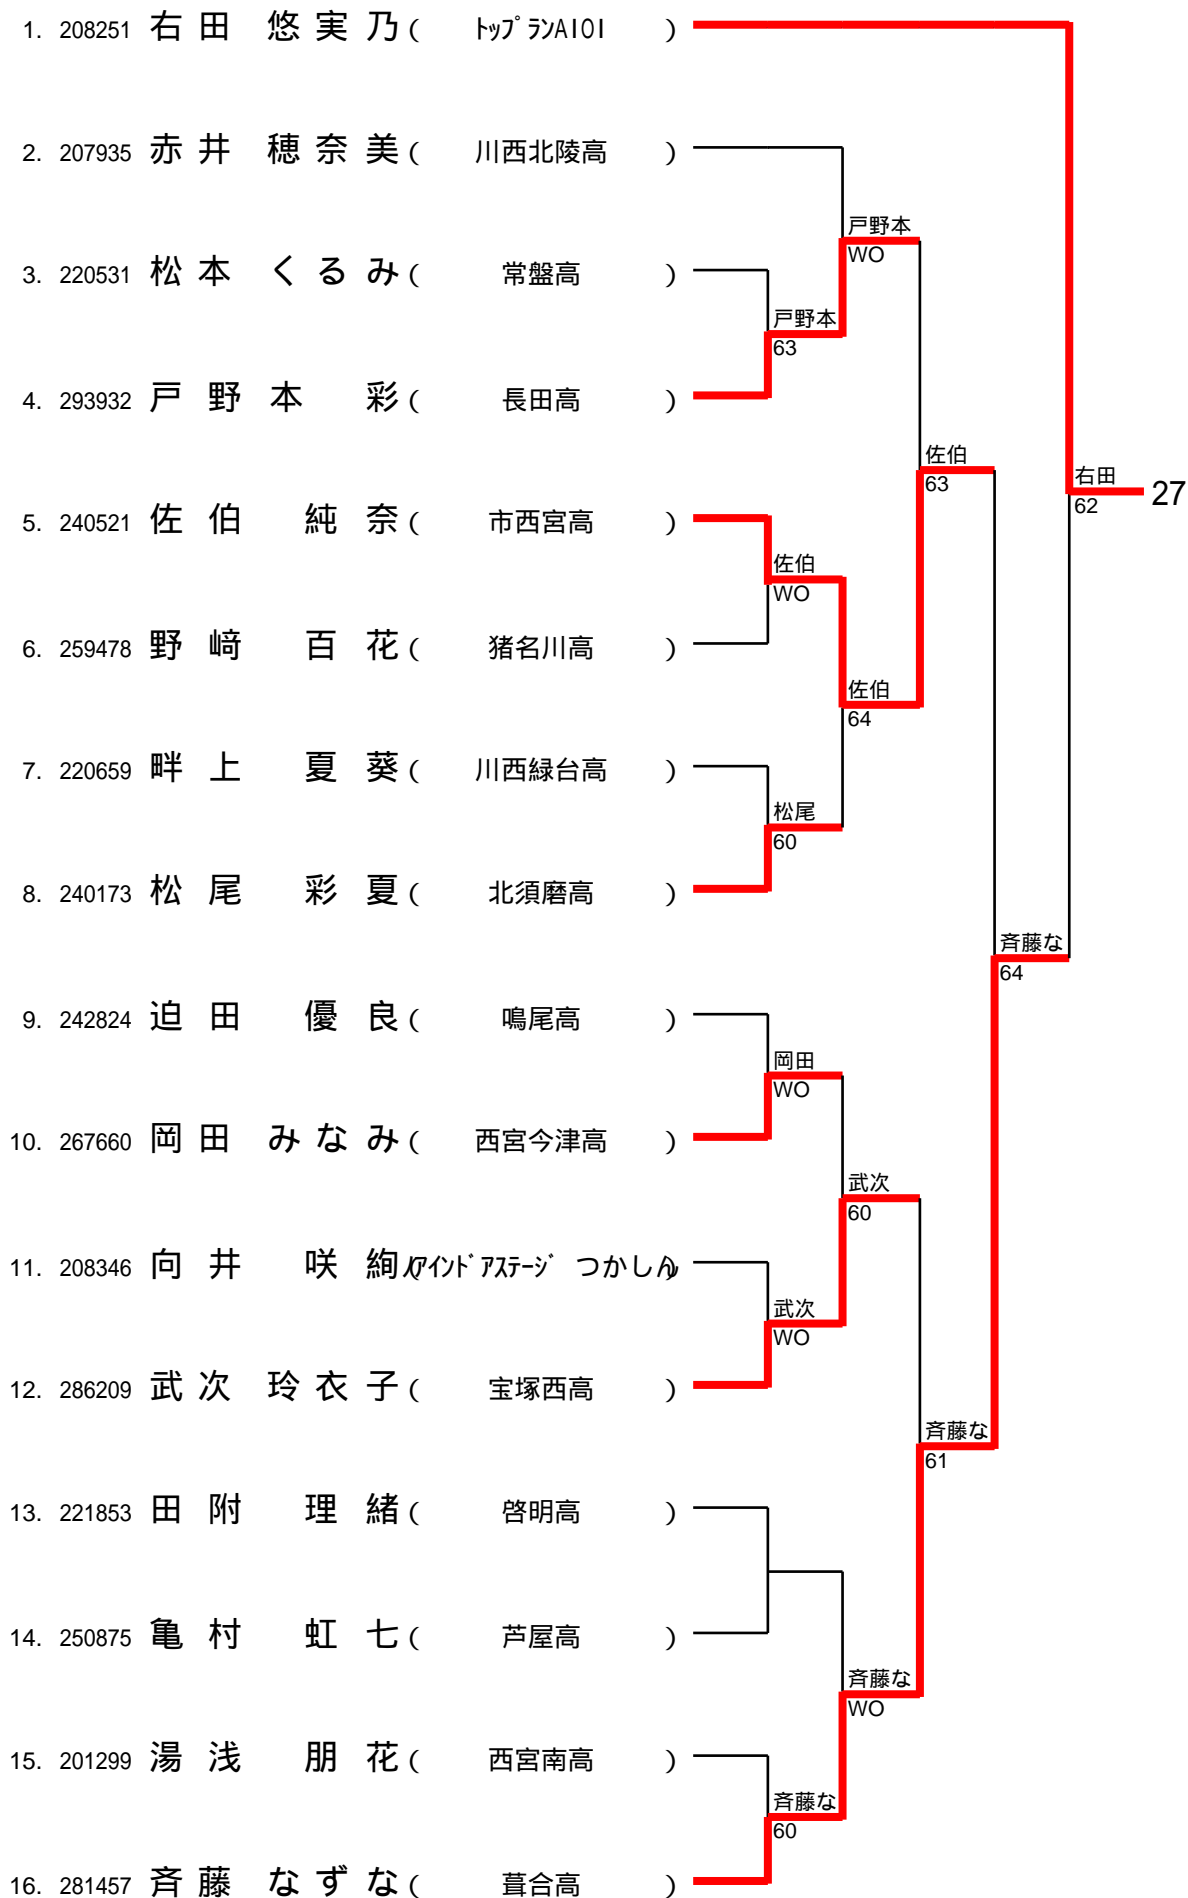 1. 208251 右田 悠実乃 ( トップランAIOI )
2. 207935 赤井 穂奈美 ( 川西北陵高 )
戸野本
WO
3. 220531 松本 くるみ ( 常盤高 )
戸野本
63
4. 293932 戸野本 彩 ( 長田高 )
佐伯
63
右田
62
27
5. 240521 佐伯 純奈 ( 市西宮高 )
佐伯
WO
6. 259478 野﨑 百花 ( 猪名川高 )
佐伯
64
7. 220659 畔上 夏葵 ( 川西緑台高 )
松尾
60
8. 240173 松尾 彩夏 ( 北須磨高 )
斉藤な
64
9. 242824 迫田 優良 ( 鳴尾高 )
岡田
WO
10. 267660 岡田 みなみ ( 西宮今津高 )
武次
60
11. 208346 向井 咲絢 インドアステージ つかしん )
武次
WO
12. 286209 武次 玲衣子 ( 宝塚西高 )
斉藤な
61
13. 221853 田附 理緒 ( 啓明高 )
14. 250875 亀村 虹七 ( 芦屋高 )
斉藤な
WO
15. 201299 湯浅 朋花 ( 西宮南高 )
斉藤な
60
16. 281457 斉藤 なずな ( 葺合高 )